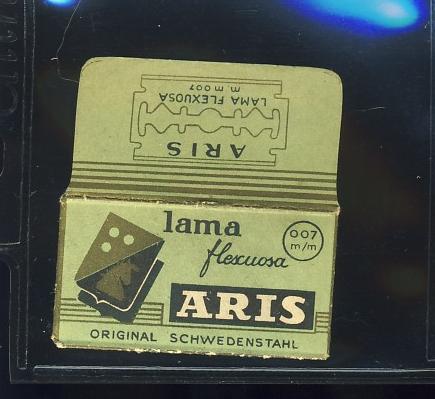 ARIS
LAMA FLEXUOSA
m.m 007
lama
flexuosa
007
m/m
ARIS
ORIGINAL SCHWEDENSTAHL